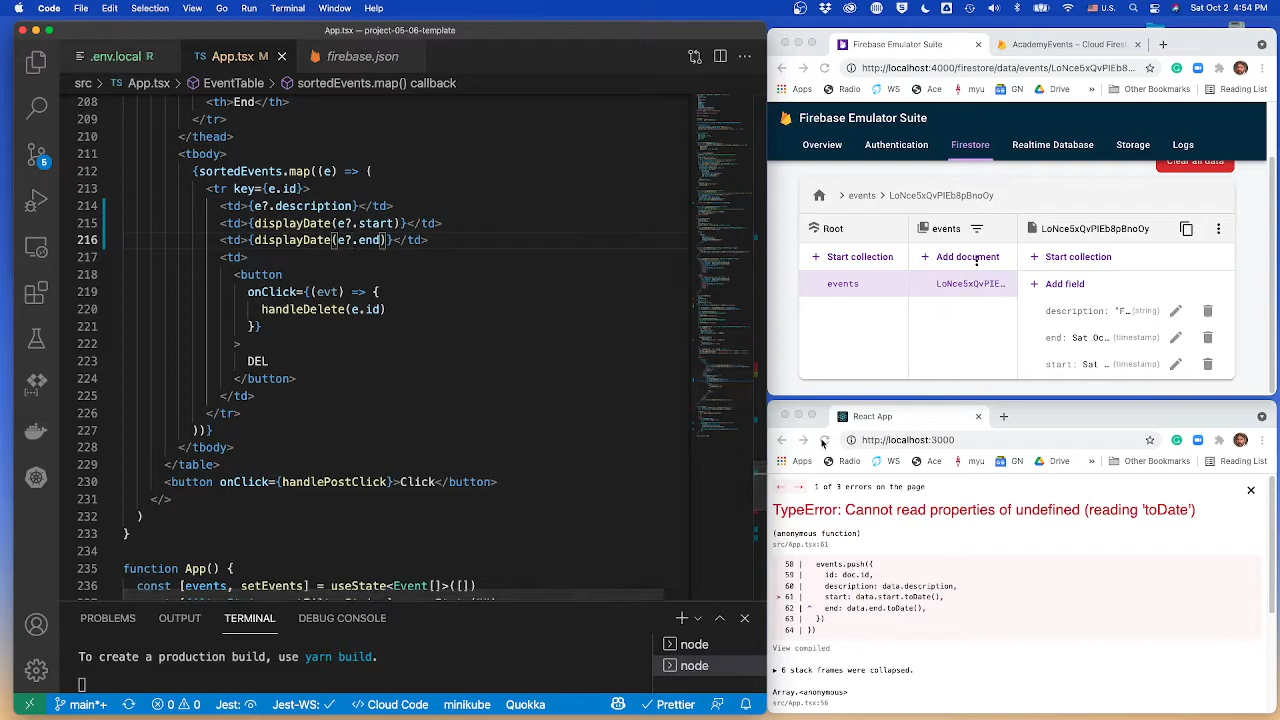 Code File Edit Selection View Go Run Terminal Window Help
U.S. Sat Oct 2 4:54 PM
App.tsx — project-05-06-template
.env.local R
TS App.tsx M
firebase.json
src > TS App.tsx > EventTable > sortedEvents.map() callback
208 <th>End</th>
209 </tr>
210 </thead>
211 <tbody>
212 {sortedEvents.map((e) => {
213 <tr key={e.id}>
214 <td>{e?.description}</td>
215 <td>{displayDate(e?.start)}</td>
216 <td>{displayDate(e?.end)}</td>
217 <td>
218 <button
219 onClick={(evt) => {
220 handleDelete(e.id)
221 }}
222 >
223 DEL
224 </button>
225 </td>
226 </tr>
227 ))}
228 </tbody>
229 </table>
230 <button onClick={handlePostClick}>Click</button>
231 </>
232 )
233 }
234
235 function App() {
236 const [events, setEvents] = useState<Event[]>([])
PROBLEMS OUTPUT TERMINAL DEBUG CONSOLE
To create a production build, use yarn build.
node
node
5
main* 0 0 Jest: Jest-WS: Cloud Code minikube Quokka Prettier
Firebase Emulator Suite
AcademyEvents – Cloud Firest
http://localhost:4000/firestore/data/events/LoNce5xQvPIEb8...
Apps Radio WS Ace myu GN Drive » Other Bookmarks Reading List
Firebase Emulator Suite
Overview Authentication Firestore Realtime Database Logs
Clear all data
> events > LoNce5xQvPIEb8pBnoOy
Root events LoNce5xQvPIEb8pBnoOy
+ Start collection + Add document + Start collection
events LoNce5xQvPIE... + Add field
description: "F... (string)
end: Sat Oc... (timestamp)
start: Sat ... (timestamp)
React App
http://localhost:3000
Apps Radio WS Ace myu GN Drive » Other Bookmarks Reading List
← → 1 of 3 errors on the page
TypeError: Cannot read properties of undefined (reading 'toDate')
(anonymous function)
src/App.tsx:61
58 | events.push({
59 | id: doc.id,
60 | description: data.description,
> 61 | start: data.start.toDate(),
62 | ^ end: data.end.toDate(),
63 | })
64 | })
View compiled
▶ 6 stack frames were collapsed.
Array.<anonymous>
src/App.tsx:56